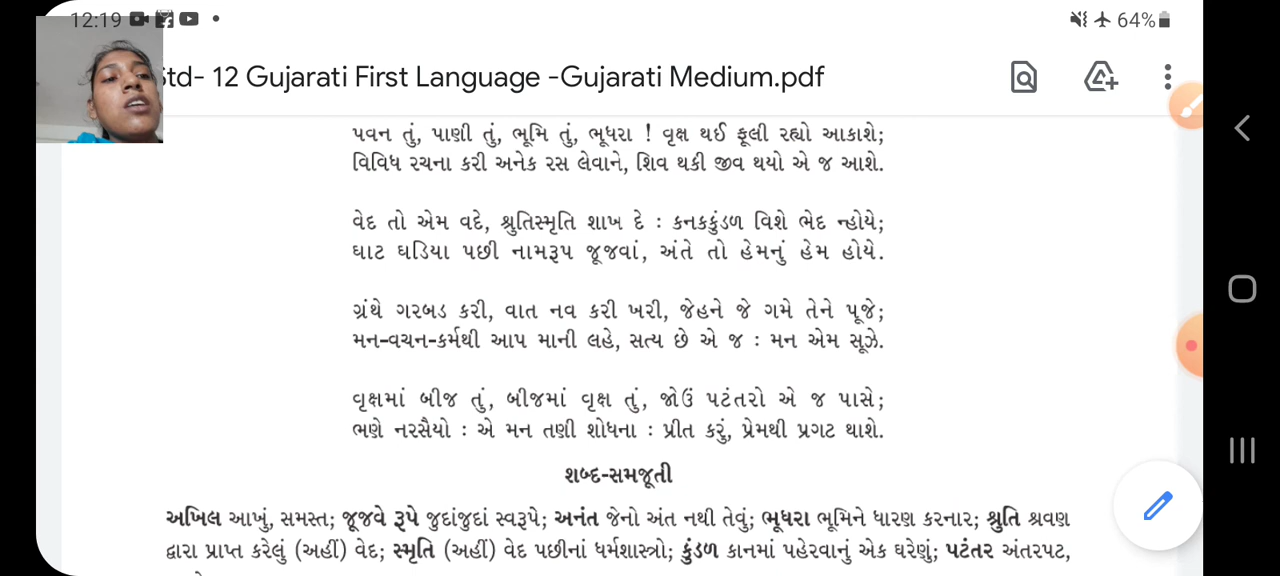 12:19 64%
Std- 12 Gujarati First Language -Gujarati Medium.pdf
પવન તું, પાણી તું, ભૂમિ તું, ભૂધરા ! વૃક્ષ થઈ ફૂલી રહ્યો આકાશે;
વિવિધ રચના કરી અનેક રસ લેવાને, શિવ થકી જીવ થયો એ જ આશે.
વેદ તો એમ વદે, શ્રુતિસ્મૃતિ શાખ દે : કનકકુંડળ વિશે ભેદ ન્હોયે;
ઘાટ ઘડિયા પછી નામરૂપ જૂજવાં, અંતે તો હેમનું હેમ હોયે.
ગ્રંથે ગરબડ કરી, વાત નવ કરી ખરી, જેહને જે ગમે તેને પૂજે;
મન-વચન-કર્મથી આપ માની લહે, સત્ય છે એ જ : મન એમ સૂઝે.
વૃક્ષમાં બીજ તું, બીજમાં વૃક્ષ તું, જોઉં પટંતરો એ જ પાસે;
ભણે નરસૈયો : એ મન તણી શોધના : પ્રીત કરું, પ્રેમથી પ્રગટ થાશે.
શબ્દ-સમજૂતી
અખિલ આખું, સમસ્ત; જૂજવે રૂપે જુદાંજુદાં સ્વરૂપે; અનંત જેનો અંત નથી તેવું; ભૂધરા ભૂમિને ધારણ કરનાર; શ્રુતિ શ્રવણ
દ્વારા પ્રાપ્ત કરેલું (અહીં) વેદ; સ્મૃતિ (અહીં) વેદ પછીનાં ધર્મશાસ્ત્રો; કુંડળ કાનમાં પહેરવાનું એક ઘરેણું; પટંતર અંતરપટ,